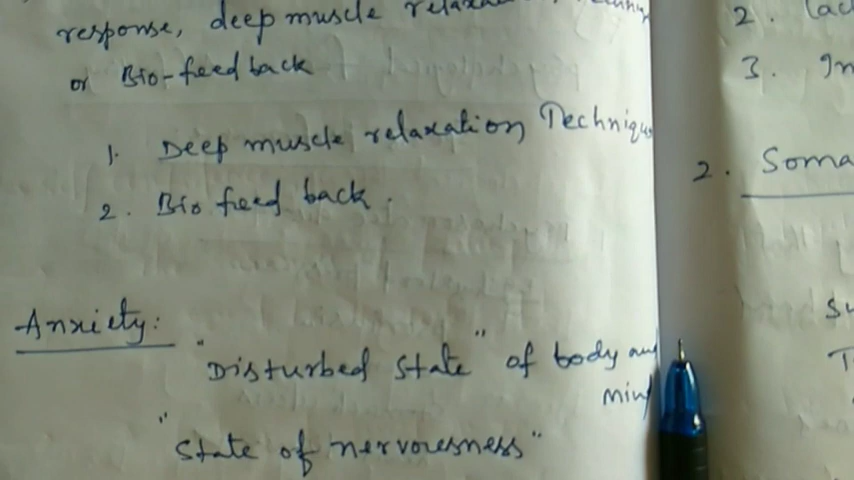 response, deep muscle
or Bio-feed back
1. Deep muscle relaxation Technique
2. Bio feed back.
Anxiety:
"Disturbed state" of body and
mind
"State of nervoresness"
2.
3.
2. Soma